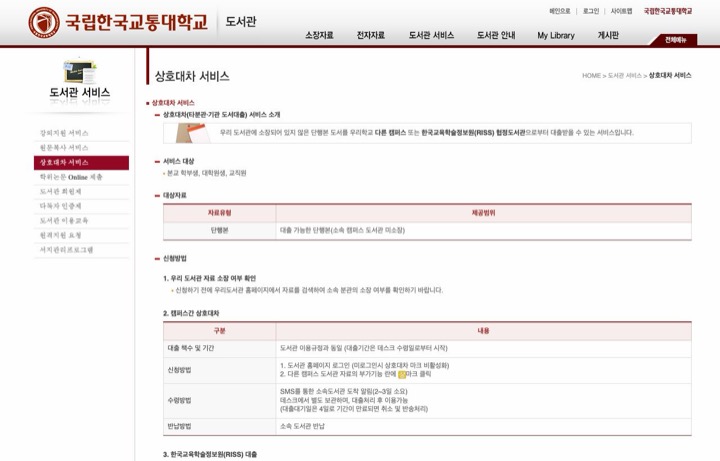 메인으로 | 로그인 | 사이트맵 국립한국교통대학교
국립한국교통대학교 도서관
소장자료 전자자료 도서관 서비스 도서관 안내 My Library 게시판
전체메뉴
도서관 서비스
강의지원 서비스
원문복사 서비스
상호대차 서비스
학위논문 Online 제출
도서관 회원제
다독자 인증제
도서관 이용교육
원격지원 요청
서지관리프로그램
상호대차 서비스
HOME > 도서관 서비스 > 상호대차 서비스
상호대차 서비스
상호대차(타분관·기관 도서대출) 서비스 소개
우리 도서관에 소장되어 있지 않은 단행본 도서를 우리학교 다른 캠퍼스 또는 한국교육학술정보원(RISS) 협정도서관으로부터 대출받을 수 있는 서비스입니다.
서비스 대상
본교 학부생, 대학원생, 교직원
대상자료
자료유형 제공범위
단행본 대출 가능한 단행본(소속 캠퍼스 도서관 미소장)
신청방법
1. 우리 도서관 자료 소장 여부 확인
신청하기 전에 우리도서관 홈페이지에서 자료를 검색하여 소속 분관의 소장 여부를 확인하기 바랍니다.
2. 캠퍼스간 상호대차
구분 내용
대출 책수 및 기간 도서관 이용규정과 동일 (대출기간은 데스크 수령일로부터 시작)
신청방법 1. 도서관 홈페이지 로그인 (미로그인시 상호대차 마크 비활성화)
2. 다른 캠퍼스 도서관 자료의 부가기능 란에 마크 클릭
수령방법 SMS를 통한 소속도서관 도착 알림(2~3일 소요)
데스크에서 별도 보관하며, 대출처리 후 이용가능
(대출대기일은 4일로 기간이 만료되면 취소 및 반송처리)
반납방법 소속 도서관 반납
3. 한국교육학술정보원(RISS) 대출